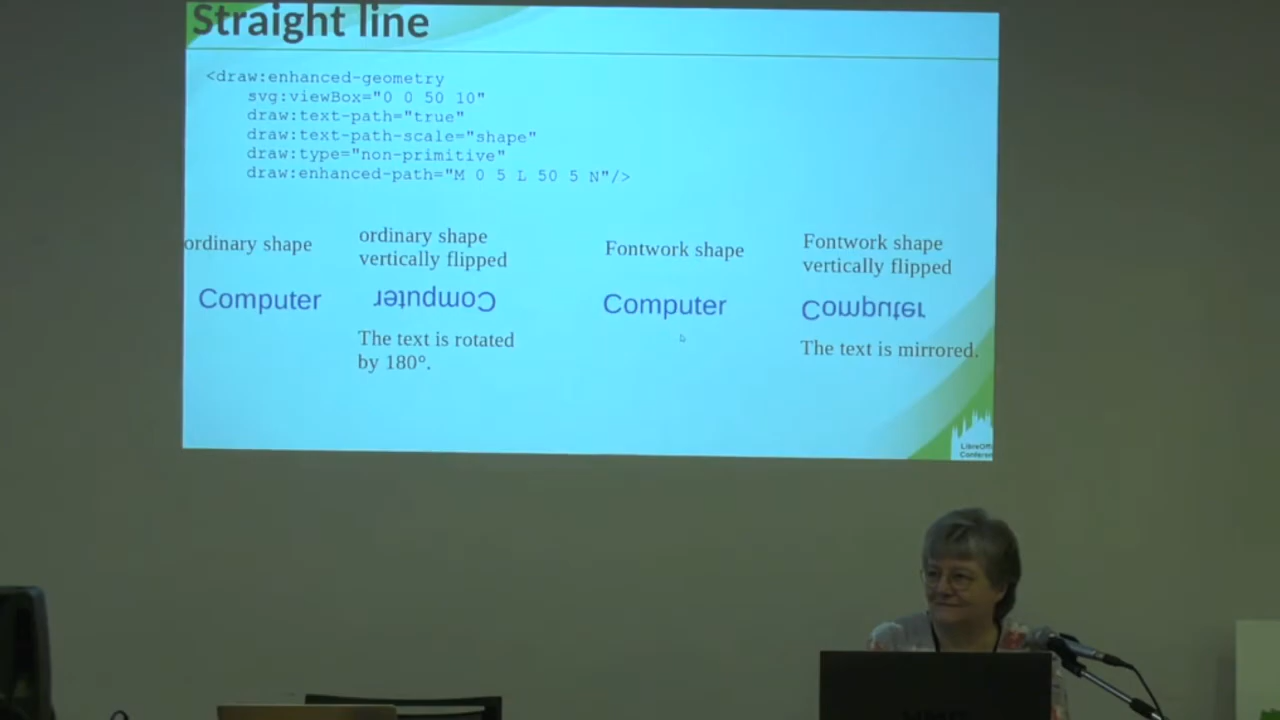 Straight line
<draw:enhanced-geometry
svg:viewBox="0 0 50 10"
draw:text-path="true"
draw:text-path-scale="shape"
draw:type="non-primitive"
draw:enhanced-path="M 0 5 L 50 5 N"/>
ordinary shape
Computer
ordinary shape
vertically flipped
Computer
The text is rotated
by 180°.
Fontwork shape
Computer
Fontwork shape
vertically flipped
Computer
The text is mirrored.